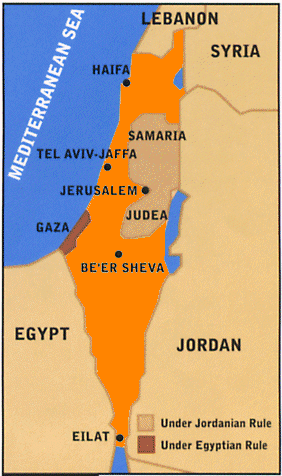 LEBANON
SYRIA
MEDITERRANEAN SEA
HAIFA
SAMARIA
TEL AVIV-JAFFA
JERUSALEM
JUDEA
GAZA
BE'ER SHEVA
EGYPT
JORDAN
Under Jordanian Rule
EILAT
Under Egyptian Rule